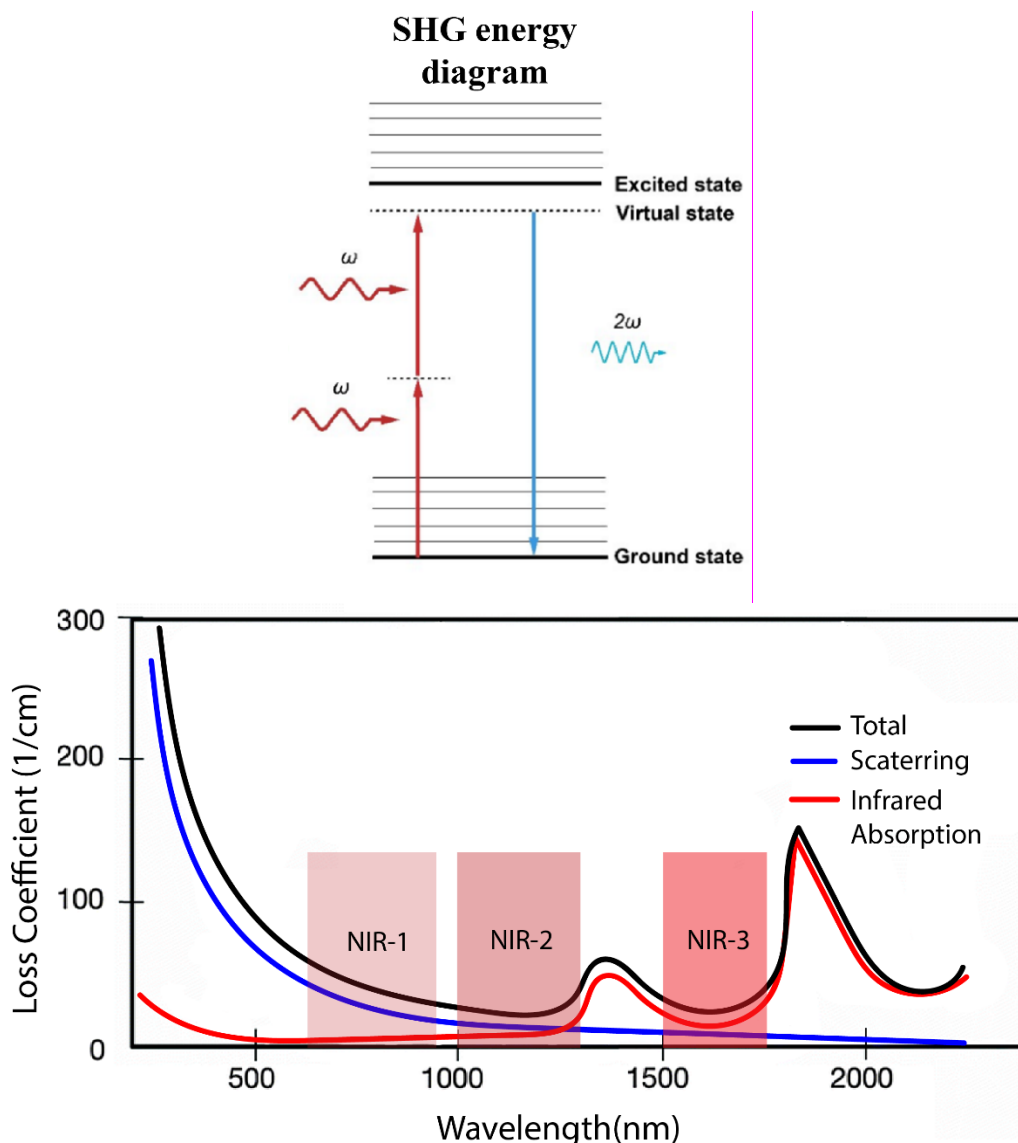 SHG energy
diagram
Excited state
Virtual state
ω
2ω
ω
Ground state
300
200
100
0
Loss Coefficient (1/cm)
Total
Scaterring
Infrared
Absorption
NIR-1
NIR-2
NIR-3
500
1000
1500
2000
Wavelength(nm)